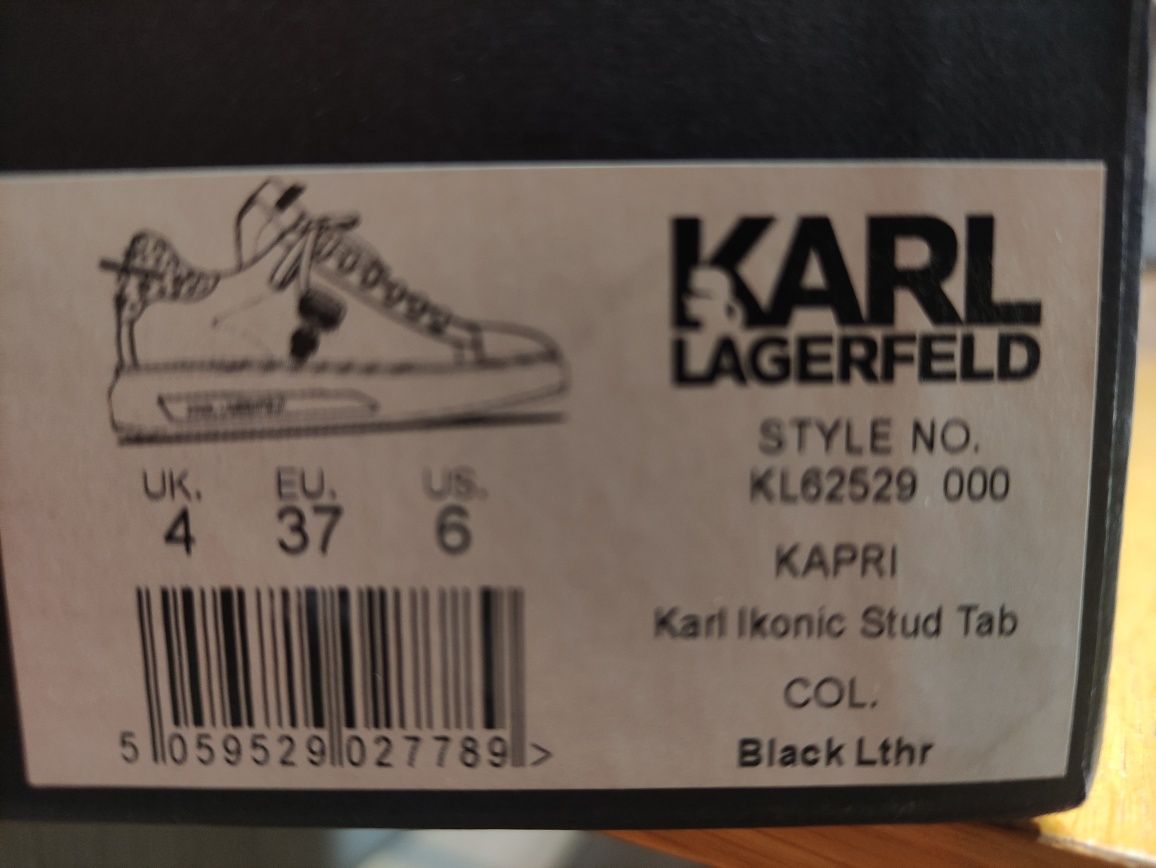 KARL
LAGERFELD
STYLE NO.
KL62529 000
KAPRI
Karl Ikonic Stud Tab
COL.
Black Lthr
UK. EU. US.
4 37 6
5 059529 027789 >